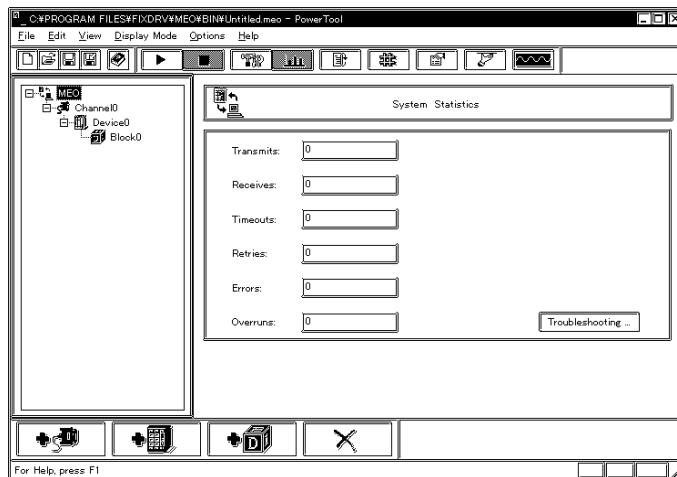 C:¥PROGRAM FILES¥FIXDRV¥MEO¥BIN¥Untitled.meo - PowerTool
File Edit View Display Mode Options Help
MEO
Channel0
Device0
Block0
System Statistics
Transmits: 0
Receives: 0
Timeouts: 0
Retries: 0
Errors: 0
Overruns: 0
Troubleshooting ...
D
For Help, press F1